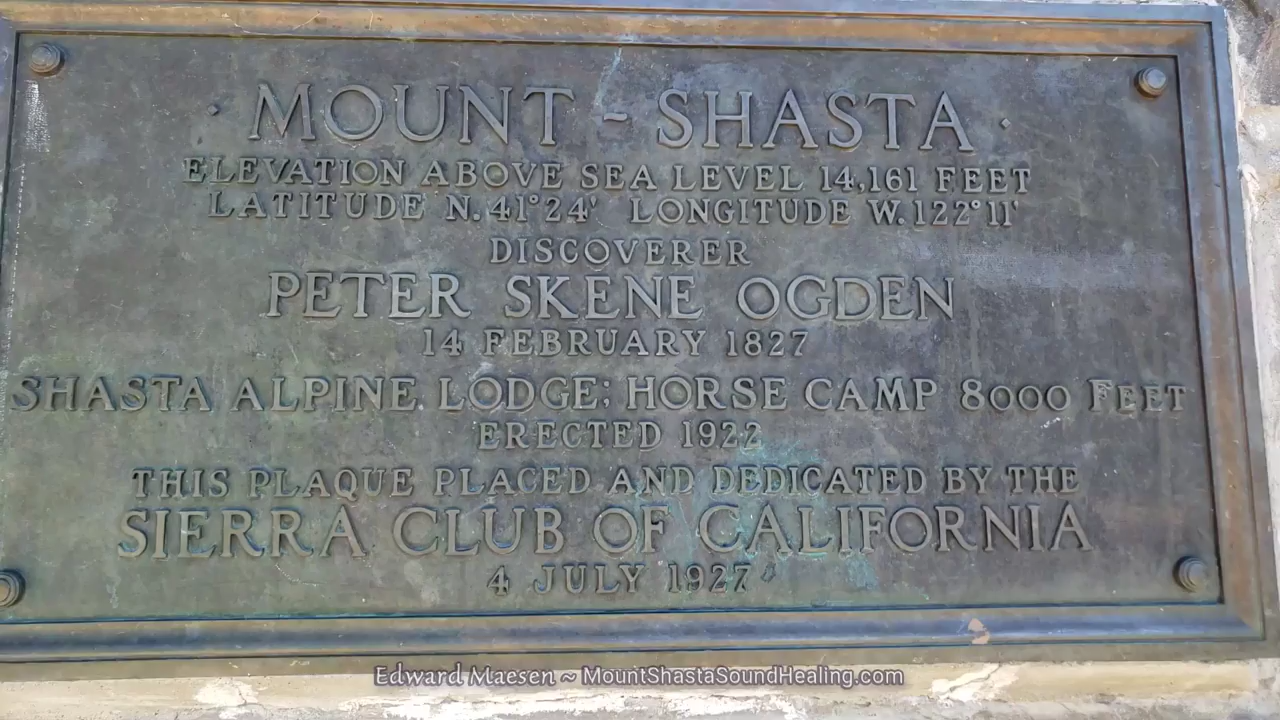 · MOUNT ~ SHASTA ·
ELEVATION ABOVE SEA LEVEL 14,161 FEET
LATITUDE N. 41°24' LONGITUDE W. 122°11'
DISCOVERER
PETER SKENE OGDEN
14 FEBRUARY 1827
SHASTA ALPINE LODGE; HORSE CAMP 8000 FEET
ERECTED 1922
THIS PLAQUE PLACED AND DEDICATED BY THE
SIERRA CLUB OF CALIFORNIA
4 JULY 1927
Edward Maesen ~ MountShastaSoundHealing.com